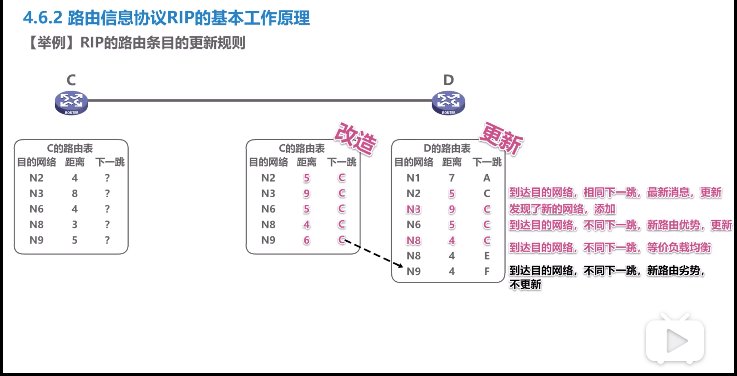 4.6.2 路由信息协议RIP的基本工作原理
【举例】RIP的路由条目的更新规则
C
D
改造
更新
C的路由表
目的网络 距离 下一跳
N2 4 ?
N3 8 ?
N6 4 ?
N8 3 ?
N9 5 ?
C的路由表
目的网络 距离 下一跳
N2 5 C
N3 9 C
N6 5 C
N8 4 C
N9 6 C
D的路由表
目的网络 距离 下一跳
N1 7 A
N2 5 C
N3 9 C
N6 5 C
N8 4 C
N8 4 E
N9 4 F
到达目的网络，相同下一跳，最新消息，更新
发现了新的网络，添加
到达目的网络，不同下一跳，新路由优势，更新
到达目的网络，不同下一跳，等价负载均衡
到达目的网络，不同下一跳，新路由劣势，
不更新